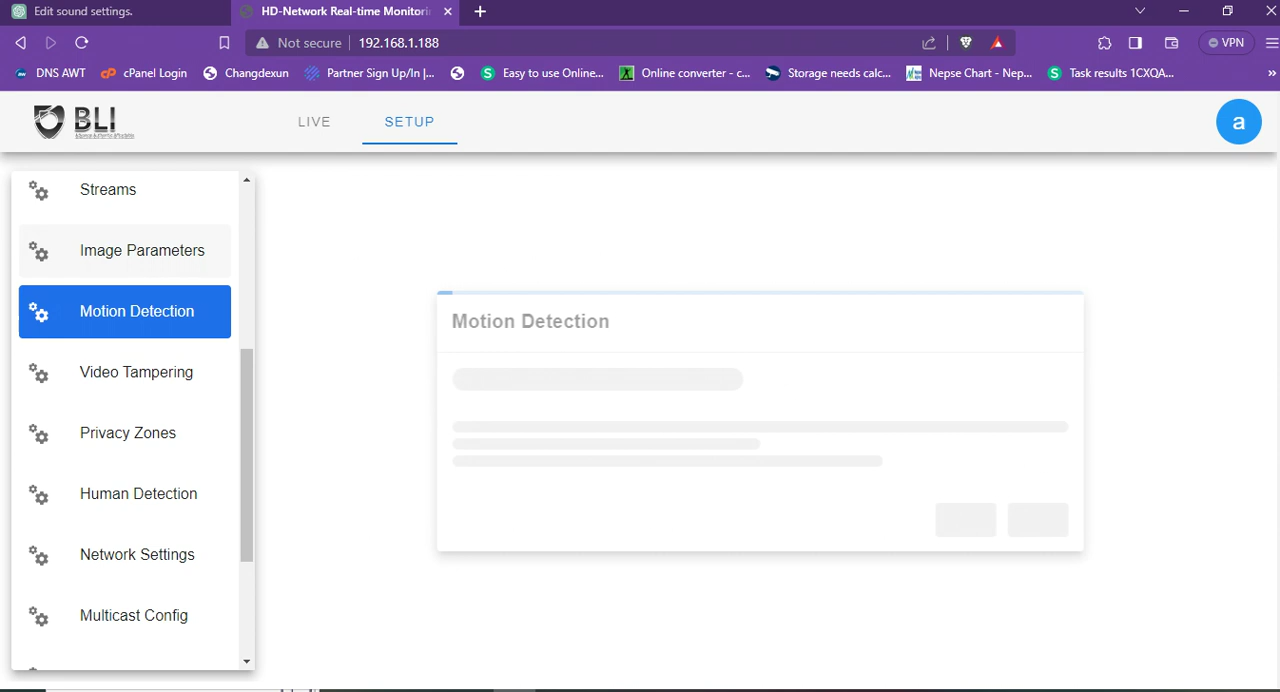 Edit sound settings.
HD-Network Real-time Monitorin
Not secure
192.168.1.188
VPN
DNS AWT
cPanel Login
Changdexun
Partner Sign Up/In |...
Easy to use Online...
Online converter - c...
Storage needs calc...
Nepse Chart - Nep...
Task results 1CXQA...
BLI
LIVE
SETUP
a
Streams
Image Parameters
Motion Detection
Video Tampering
Privacy Zones
Human Detection
Network Settings
Multicast Config
Motion Detection